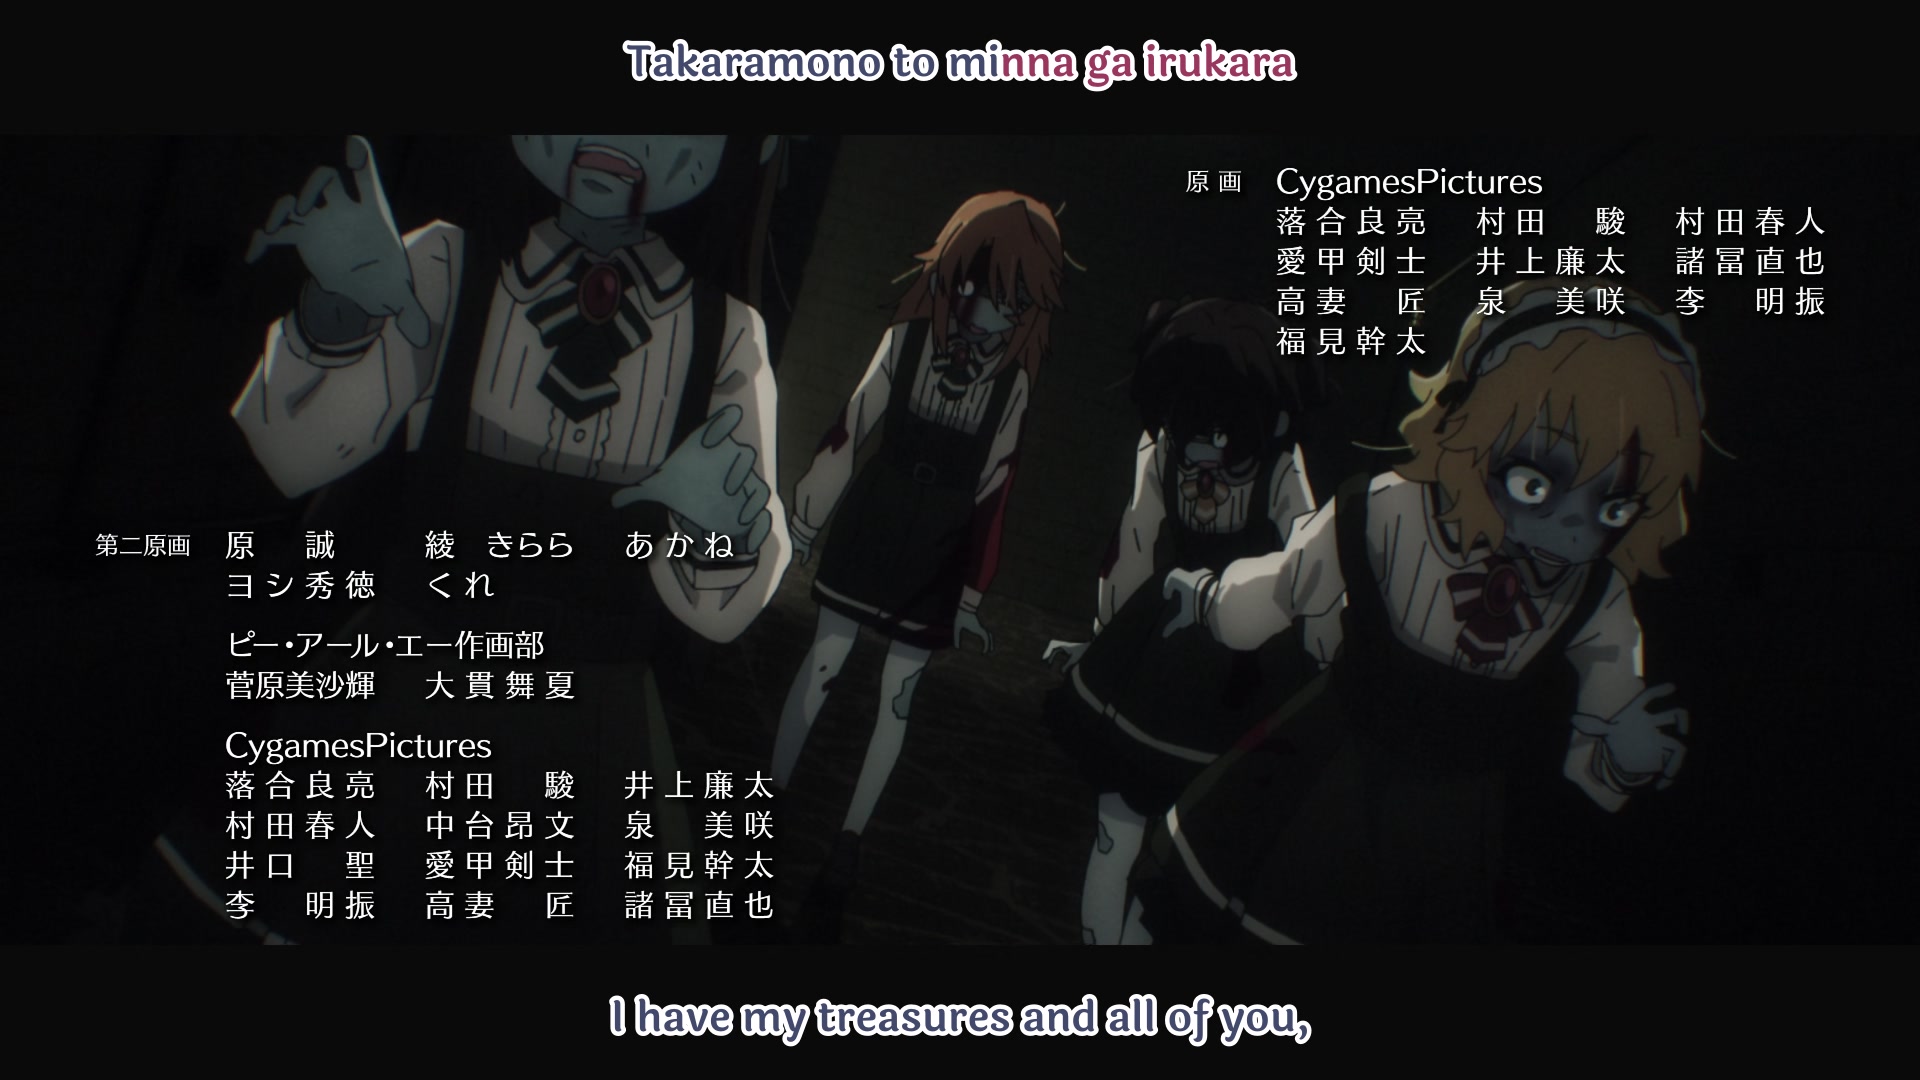 Takaramono to minna ga irukara
原画 CygamesPictures
落合良亮 村田 駿 村田春人
愛甲剣士 井上廉太 諸冨直也
高妻 匠 泉 美咲 李 明振
福見幹太
第二原画 原 誠 綾 きらら あかね
ヨシ秀徳 くれ
ピー・アール・エー作画部
菅原美沙輝 大貫舞夏
CygamesPictures
落合良亮 村田 駿 井上廉太
村田春人 中台昂文 泉 美咲
井口 聖 愛甲剣士 福見幹太
李 明振 高妻 匠 諸冨直也
I have my treasures and all of you,